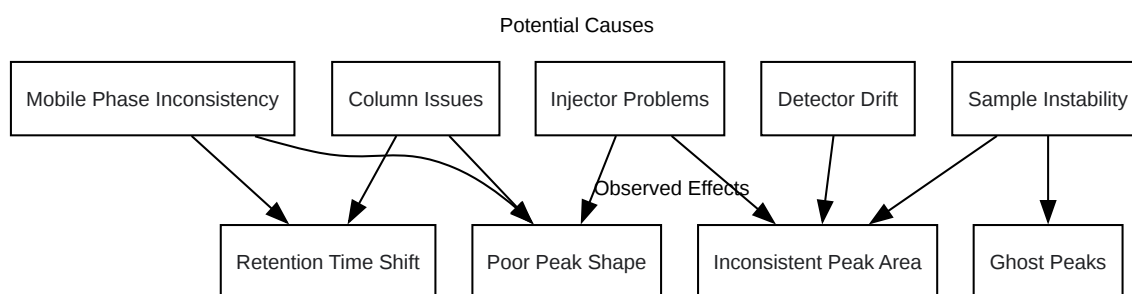 Potential Causes
Mobile Phase Inconsistency
Column Issues
Injector Problems
Detector Drift
Sample Instability
Observed Effects
Retention Time Shift
Poor Peak Shape
Inconsistent Peak Area
Ghost Peaks